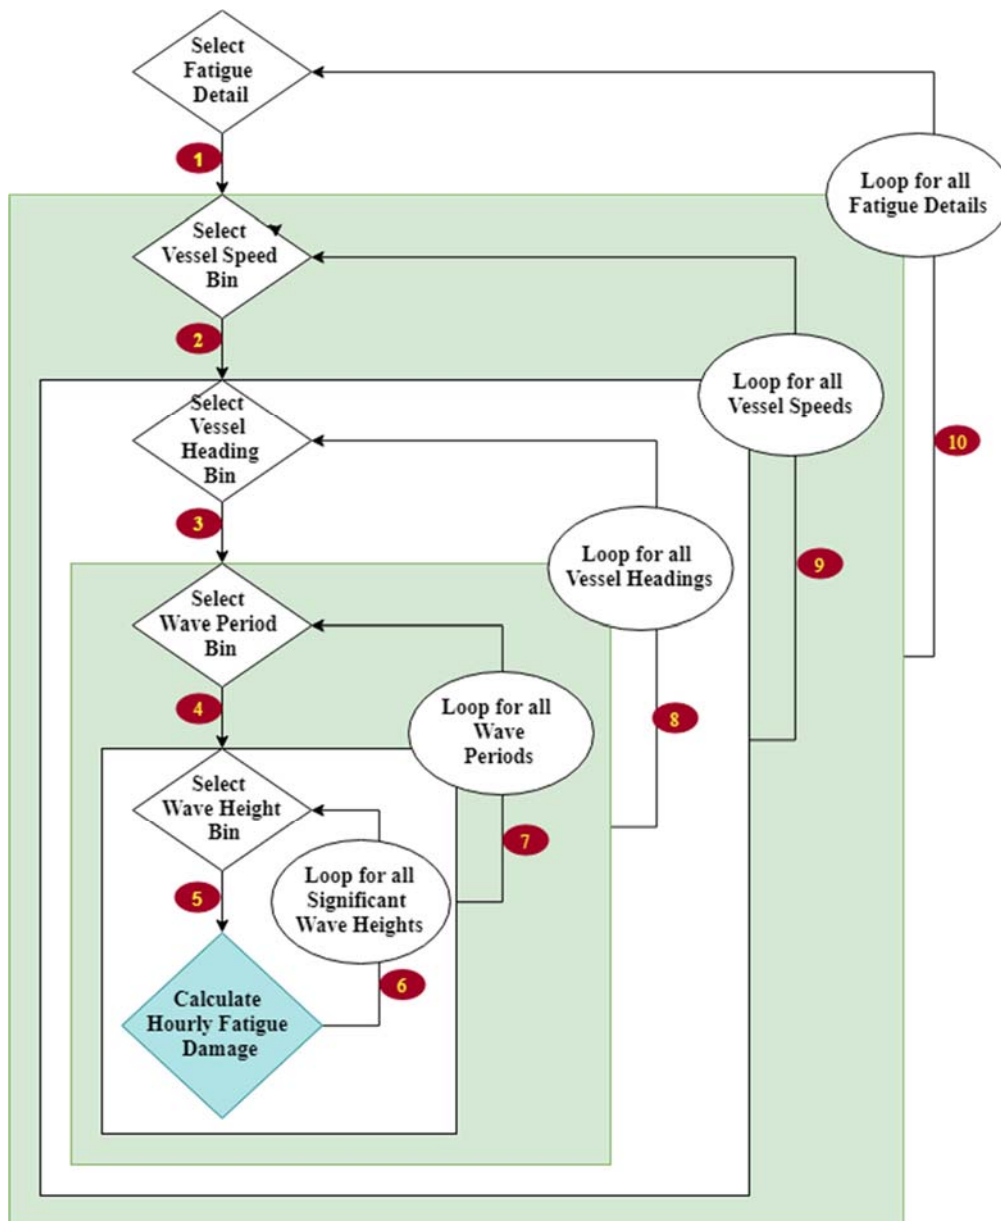 Select
Fatigue
Detail
1
Loop for all
Fatigue Details
Select
Vessel Speed
Bin
2
Loop for all
Vessel Speeds
Select
Vessel
Heading
Bin
10
3
Loop for all
Vessel Headings
9
Select
Wave Period
Bin
4
Loop for all
Wave
Periods
8
Select
Wave Height
Bin
7
5
Loop for all
Significant
Wave Heights
6
Calculate
Hourly Fatigue
Damage